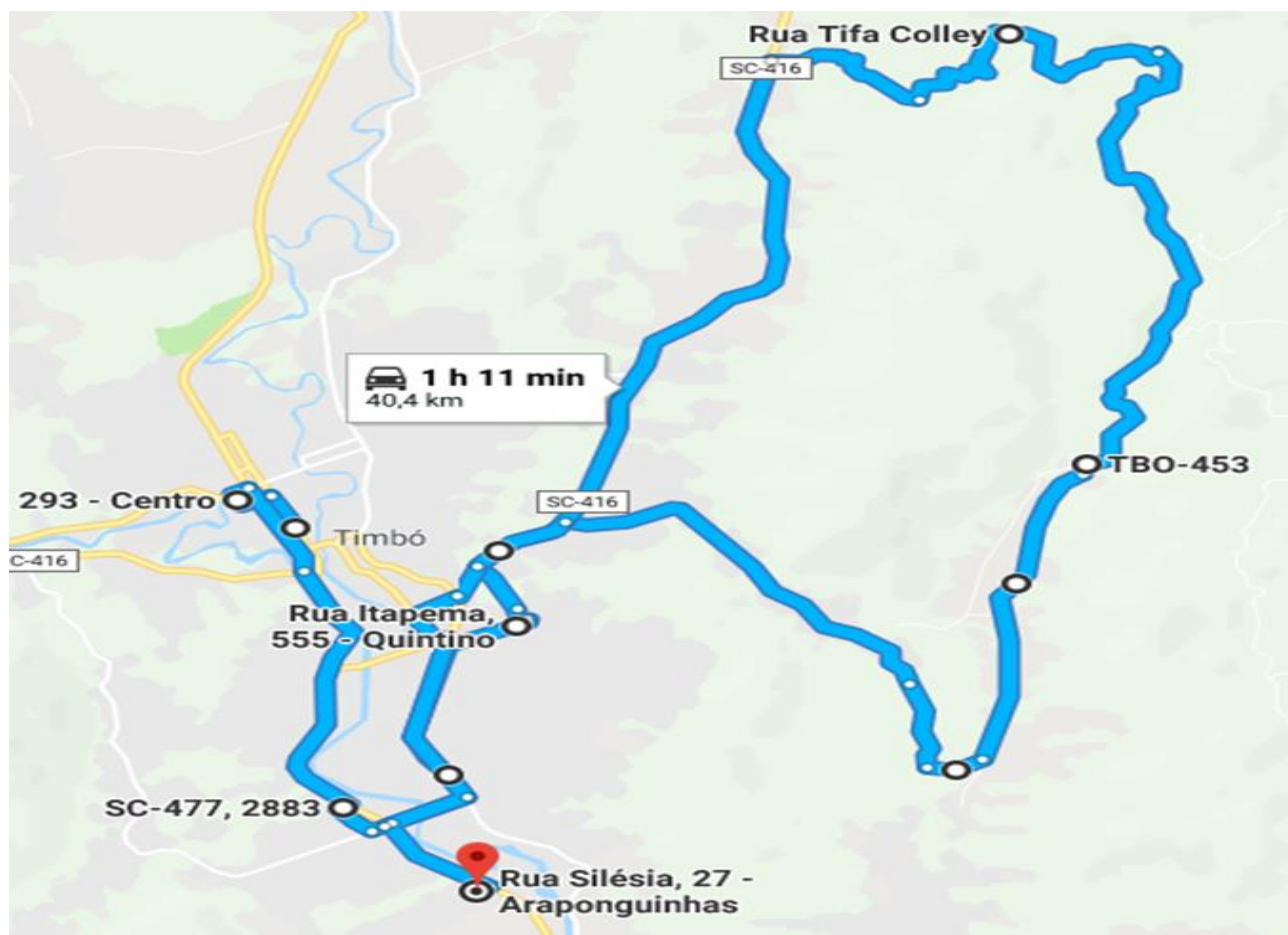 Rua Tifa Colley
SC-416
1 h 11 min
40,4 km
TBO-453
293 - Centro
SC-416
Timbó
C-416
Rua Itapema,
555 - Quintino
SC-477, 2883
Rua Silésia, 27 -
Araponguinhas